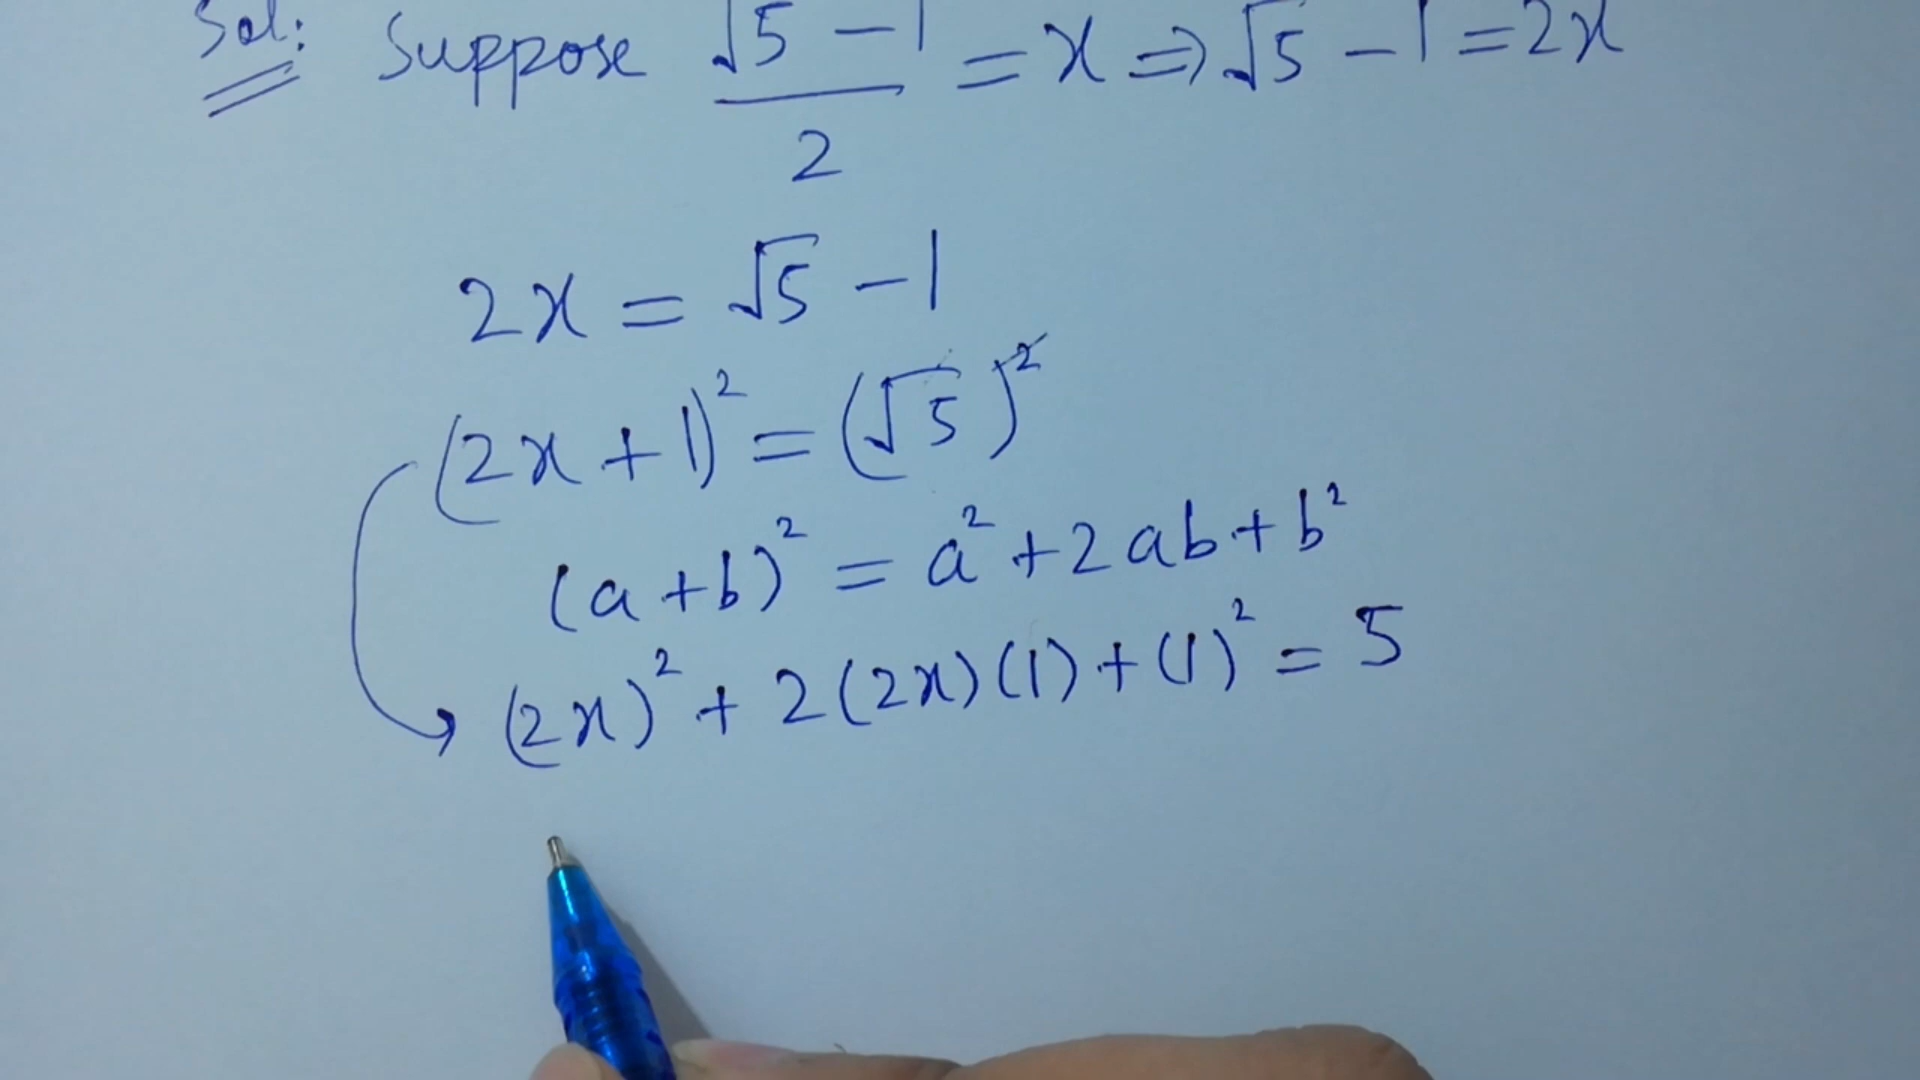 Sol: Suppose (√5 - 1)/2 = x ⇒ √5 - 1 = 2x
2x = √5 - 1
(2x + 1)² = (√5)²
(a + b)² = a² + 2ab + b²
(2x)² + 2(2x)(1) + (1)² = 5